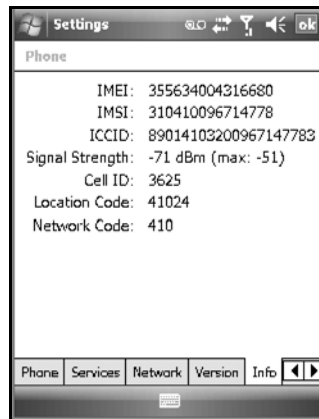 Settings ok
Phone
IMEI: 355634004316680
IMSI: 310410096714778
ICCID: 89014103200967147783
Signal Strength: -71 dBm (max: -51)
Cell ID: 3625
Location Code: 41024
Network Code: 410
Phone Services Network Version Info